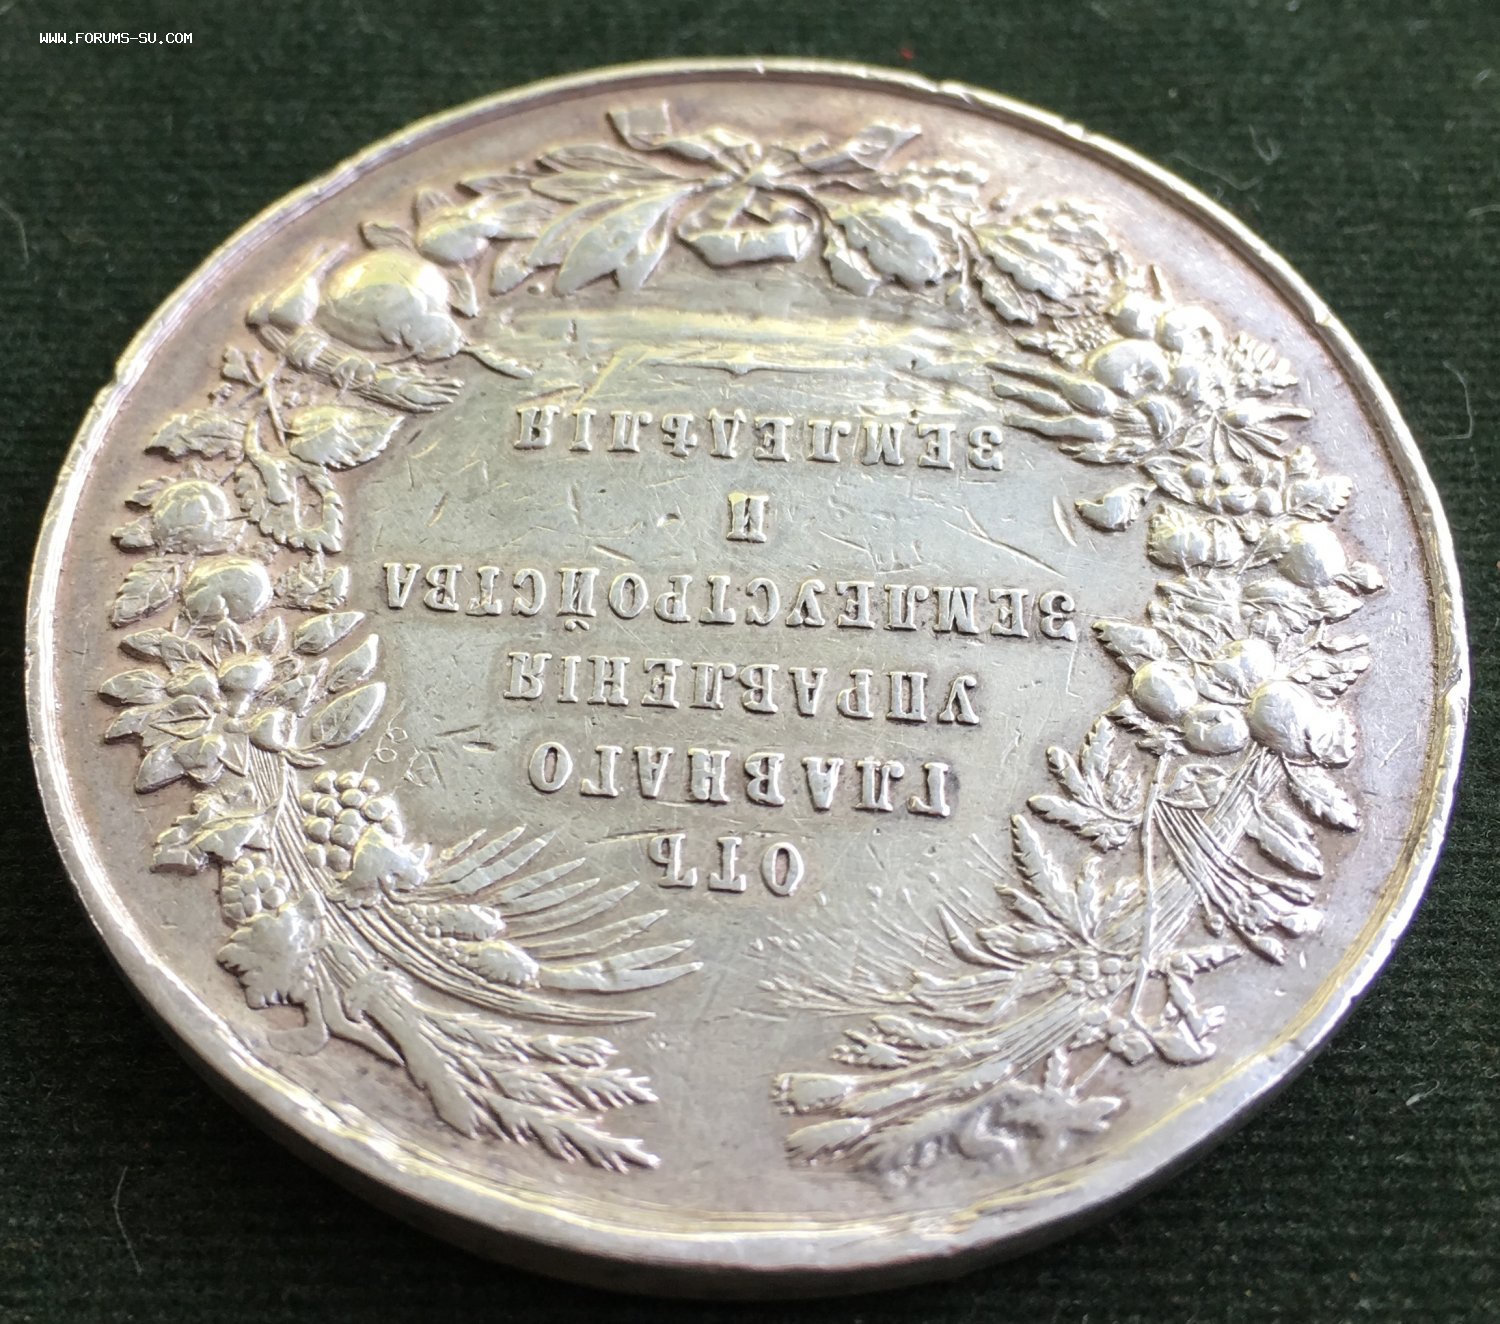 WWW.FORUMS-SU.COM
ОТЪ
ГЛАВНАГО
УПРАВЛЕНІЯ
ЗЕМЛЕУСТРОЙСТВА
И
ЗЕМЛЕДѢЛІЯ